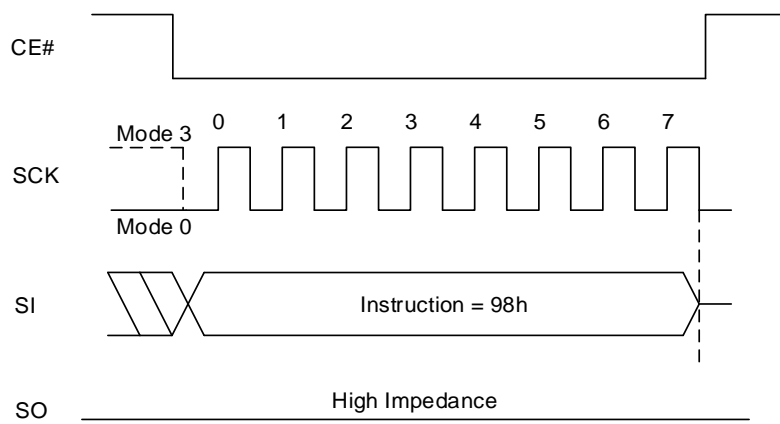 CE#
Mode 3 0 1 2 3 4 5 6 7
SCK
Mode 0
SI Instruction = 98h
SO High Impedance